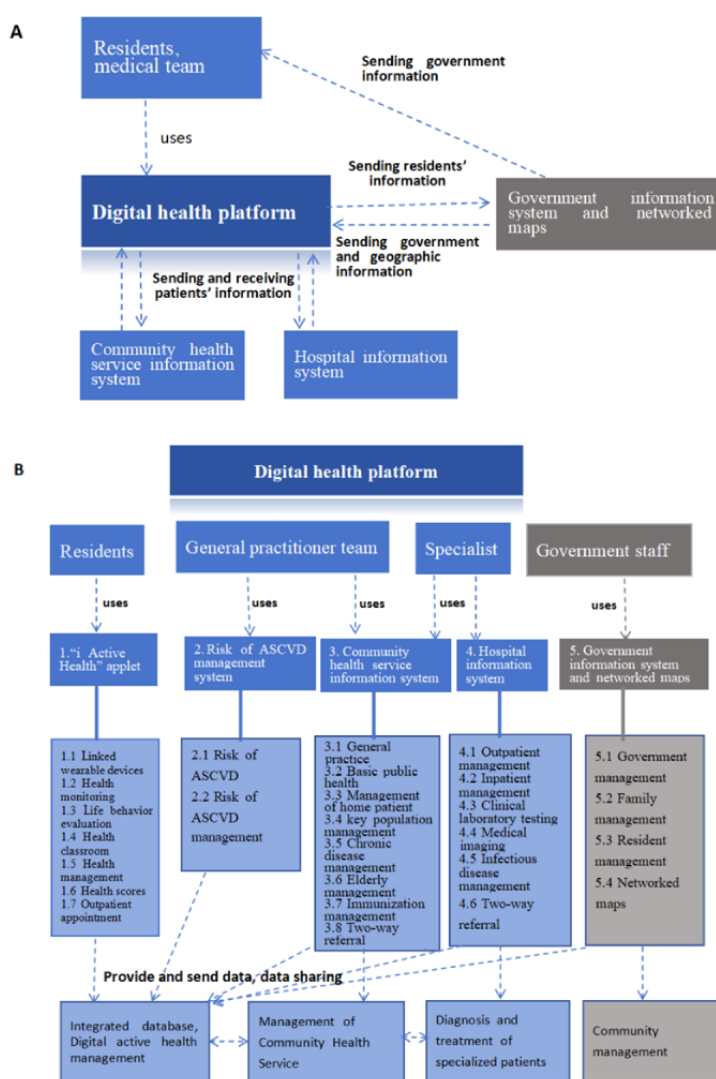 A
Residents,
medical team
Sending government
information
uses
Sending residents'
information
Digital health platform
Government information
system and networked
maps
Sending government
and geographic
information
Sending and receiving
patients' information
Community health
service information
system
Hospital information
system
B
Digital health platform
Residents
General practitioner team
Specialist
Government staff
uses
uses
uses
uses
uses
1."i Active
Health" applet
2. Risk of ASCVD
management
system
3. Community
health service
information system
4. Hospital
information
system
5. Government
information system
and networked maps
1.1 Linked
wearable devices
1.2 Health
monitoring
1.3 Life behavior
evaluation
1.4 Health
classroom
1.5 Health
management
1.6 Health scores
1.7 Outpatient
appointment
2.1 Risk of
ASCVD
2.2 Risk of
ASCVD
management
3.1 General
practice
3.2 Basic public
health
3.3 Management
of home patient
3.4 key population
management
3.5 Chronic
disease
management
3.6 Elderly
management
3.7 Immunization
management
3.8 Two-way
referral
4.1 Outpatient
management
4.2 Inpatient
management
4.3 Clinical
laboratory testing
4.4 Medical
imaging
4.5 Infectious
disease
management
4.6 Two-way
referral
5.1 Government
management
5.2 Family
management
5.3 Resident
management
5.4 Networked
maps
Provide and send data, data sharing
Integrated database,
Digital active health
management
Management of
Community Health
Service
Diagnosis and
treatment of
specialized patients
Community
management